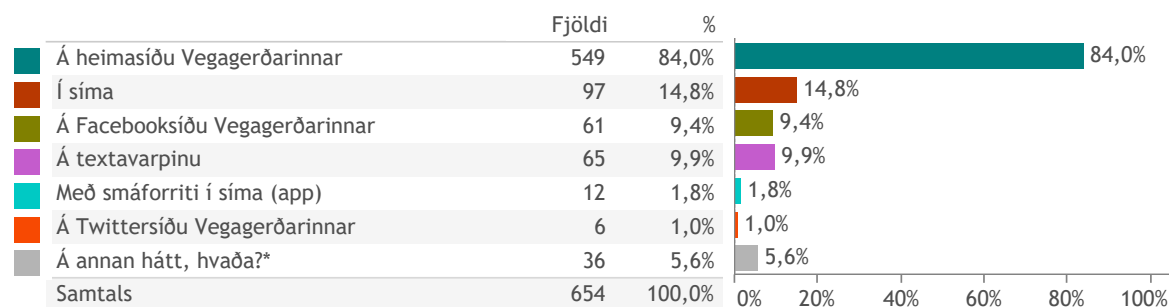 Fjöldi %
Á heimasíðu Vegagerðarinnar 549 84,0% 84,0%
Í síma 97 14,8% 14,8%
Á Facebooksíðu Vegagerðarinnar 61 9,4% 9,4%
Á textavarpinu 65 9,9% 9,9%
Með smáforriti í síma (app) 12 1,8% 1,8%
Á Twittersíðu Vegagerðarinnar 6 1,0% 1,0%
Á annan hátt, hvaða?* 36 5,6% 5,6%
Samtals 654 100,0% 0% 20% 40% 60% 80% 100%